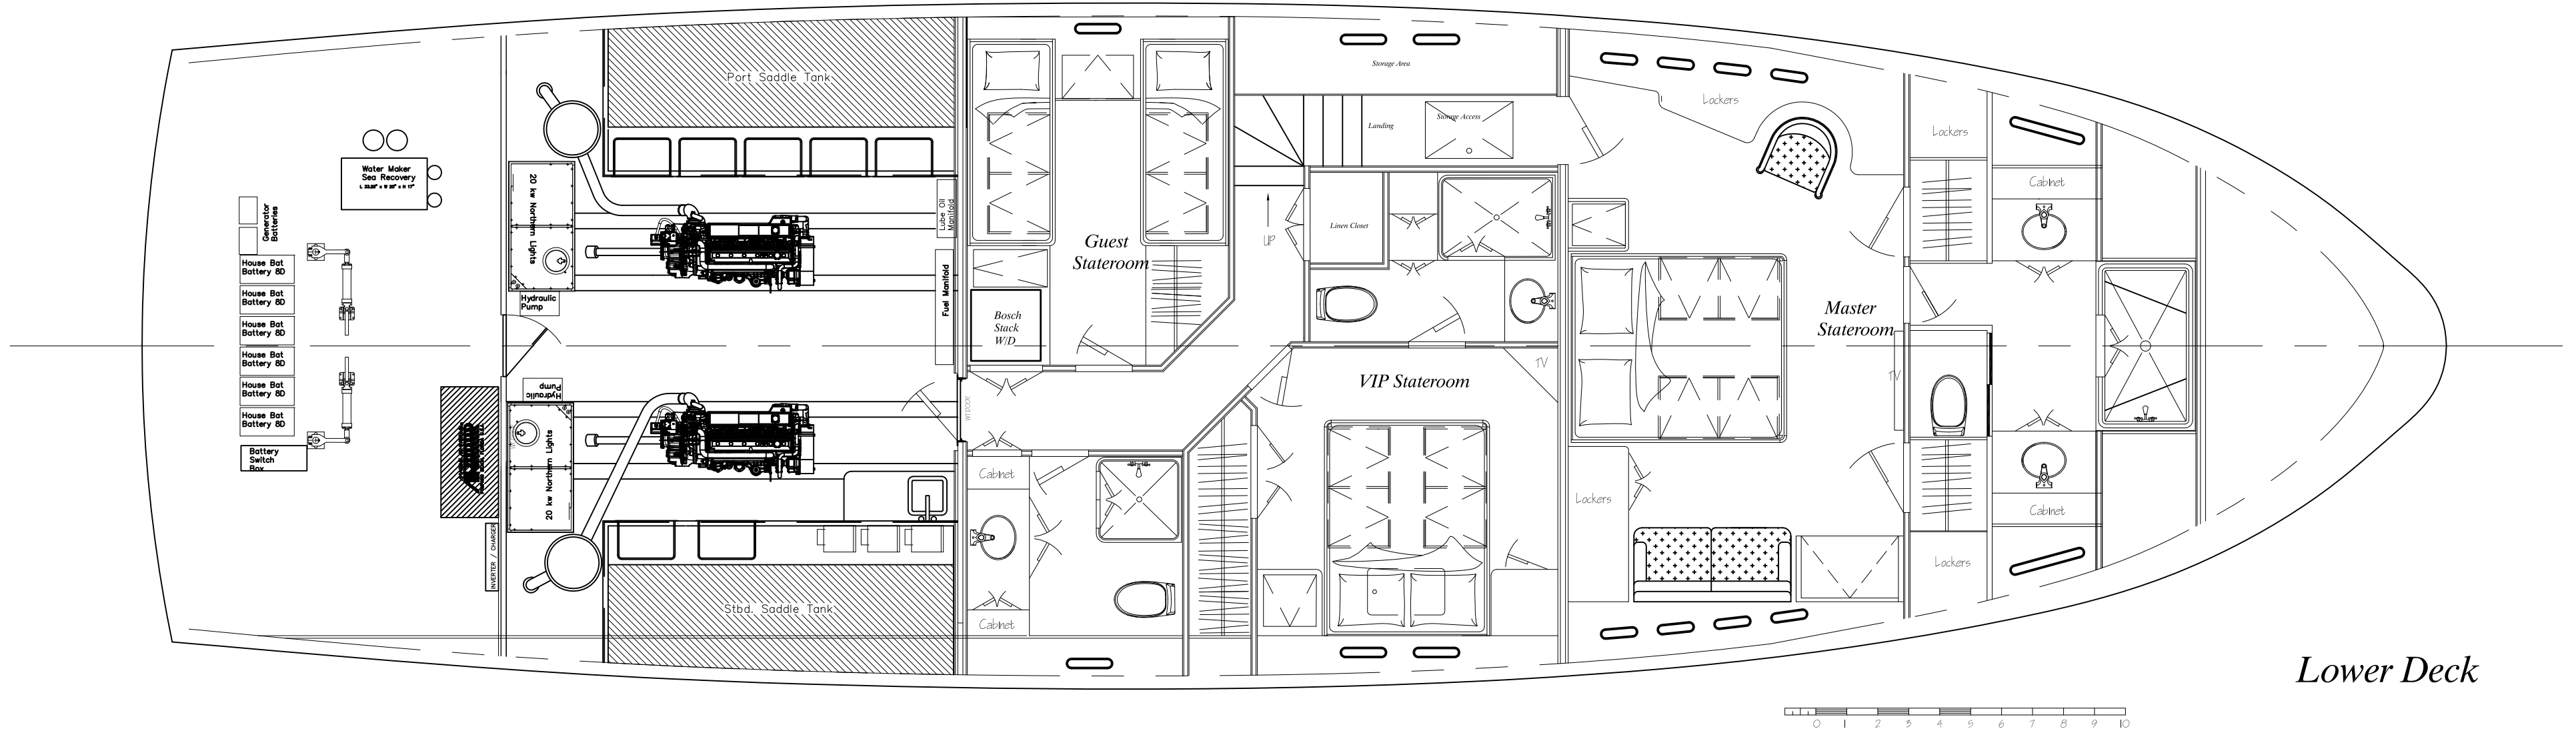 Port Saddle Tank
Storage Area
Lockers
Storage Access
Landing
Water Maker
Sea Recovery
Lockers
Cabinet
20 kw Northern Lights
Lube Oil
Manifold
Generator
Batteries
UP
Linen Closet
Guest
Stateroom
House Bat
Battery 8D
House Bat
Battery 8D
House Bat
Battery 8D
House Bat
Battery 8D
House Bat
Battery 8D
House Bat
Battery 8D
Battery
Switch
Box
Hydraulic
Pump
Fuel Manifold
Bosch
Stack
W/D
Master
Stateroom
TV
TV
VIP Stateroom
Hydraulic
Pump
WTDOOR
20 kw Northern Lights
Cabinet
Lockers
Cabinet
INVERTER / CHARGER
Lockers
Stbd. Saddle Tank
Cabinet
Lower Deck
0 1 2 3 4 5 6 7 8 9 10